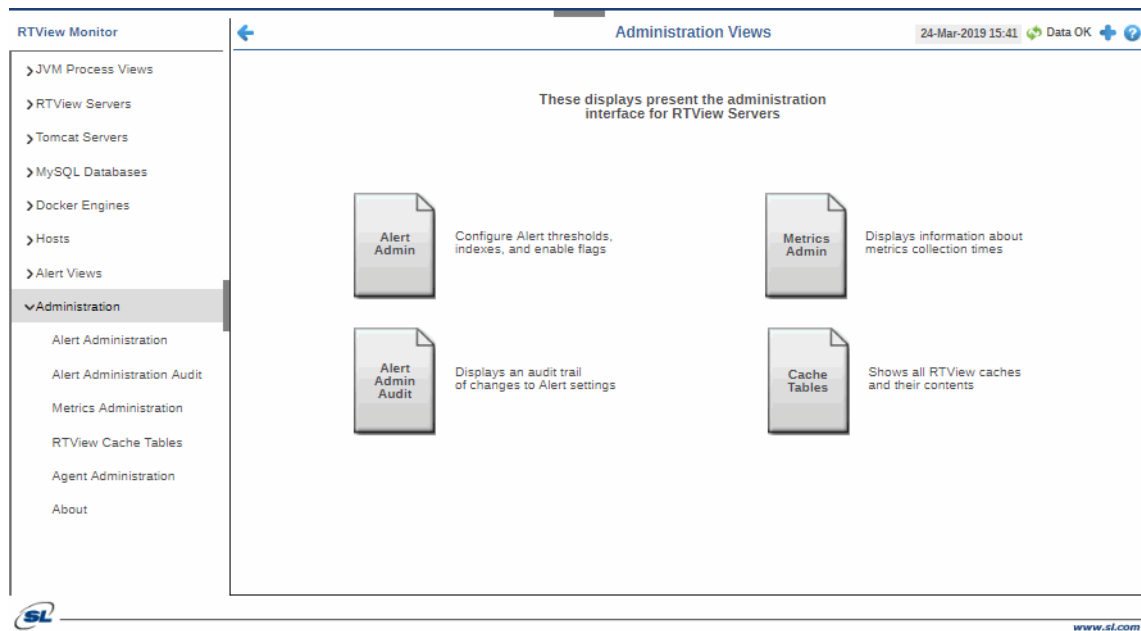 RTView Monitor
Administration Views
24-Mar-2019 15:41
Data OK
JVM Process Views
RTView Servers
Tomcat Servers
MySQL Databases
Docker Engines
Hosts
Alert Views
Administration
Alert Administration
Alert Administration Audit
Metrics Administration
RTView Cache Tables
Agent Administration
About
These displays present the administration
interface for RTView Servers
Alert
Admin
Configure Alert thresholds,
indexes, and enable flags
Metrics
Admin
Displays information about
metrics collection times
Alert
Admin
Audit
Displays an audit trail
of changes to Alert settings
Cache
Tables
Shows all RTView caches
and their contents
SL
www.sl.com